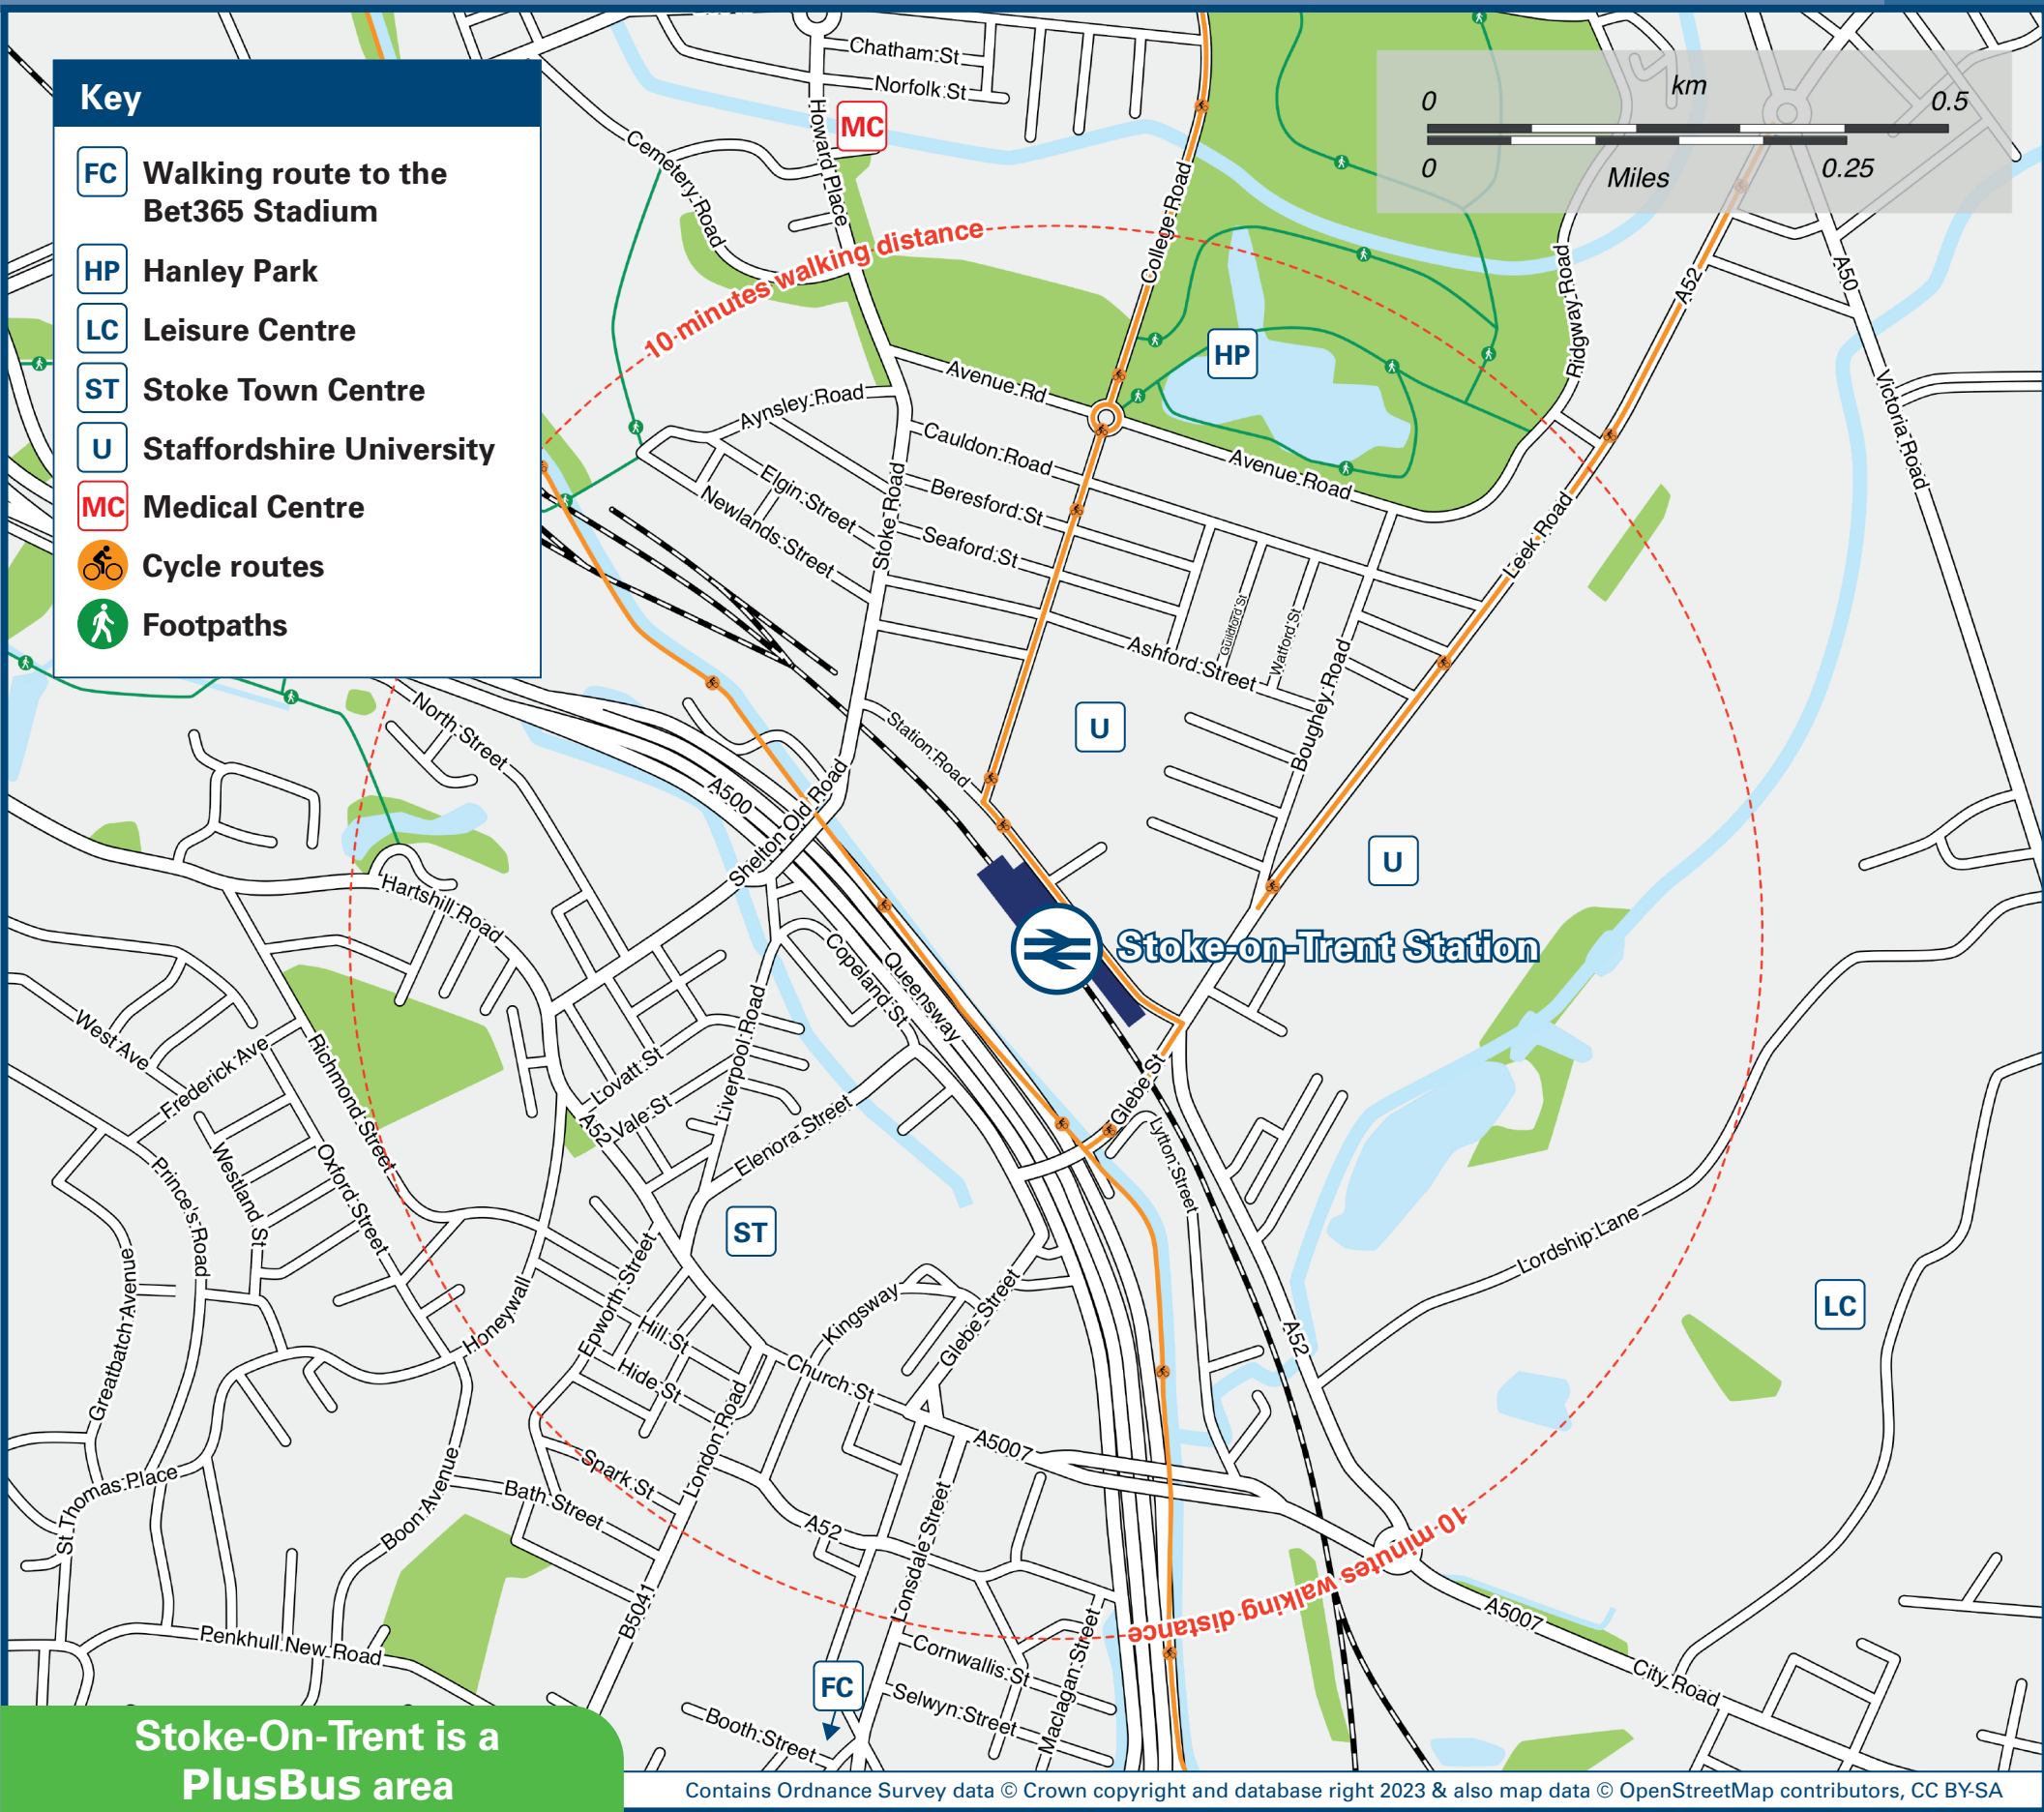 Key
FC
Walking route to the
Bet365 Stadium
HP
Hanley Park
LC
Leisure Centre
ST
Stoke Town Centre
U
Staffordshire University
MC
Medical Centre
Cycle routes
Footpaths
km
0
0.5
0
0.25
Miles
Chatham St
Norfolk St
MC
Howard Place
Cemetery Road
College Road
10 minutes walking distance
Ridgway Road
A52
A50
Victoria Road
HP
Avenue Rd
Aynsley Road
Cauldon Road
Avenue Road
Elgin Street
Beresford St
Newlands Street
Stoke Road
Seaford St
Leek Road
Guildford St
Watford St
Ashford Street
Boughey Road
North Street
Station Road
U
A500
Shelton Old Road
U
Hartshill Road
Stoke-on-Trent Station
Copeland St
Queensway
West Ave
Frederick Ave
Richmond Street
Liverpool Road
Lovatt St
A52
Vale St
Glebe St
Elenora Street
Lytton Street
Prince's Road
Westland St
Oxford Street
ST
Lordship Lane
Greatbatch Avenue
Honeywall
Epworth Street
Kingsway
Glebe Street
LC
Hill St
A52
Hide St
Church St
London Road
A5007
Spark St
St Thomas Place
Bath Street
Boon Avenue
A52
Lonsdale Street
10 minutes walking distance
B5041
A5007
Penkhull New Road
Cornwallis St
Maclagan Street
City Road
FC
Selwyn Street
Booth Street
Stoke-On-Trent is a
PlusBus area
Contains Ordnance Survey data © Crown copyright and database right 2023 & also map data © OpenStreetMap contributors, CC BY-SA